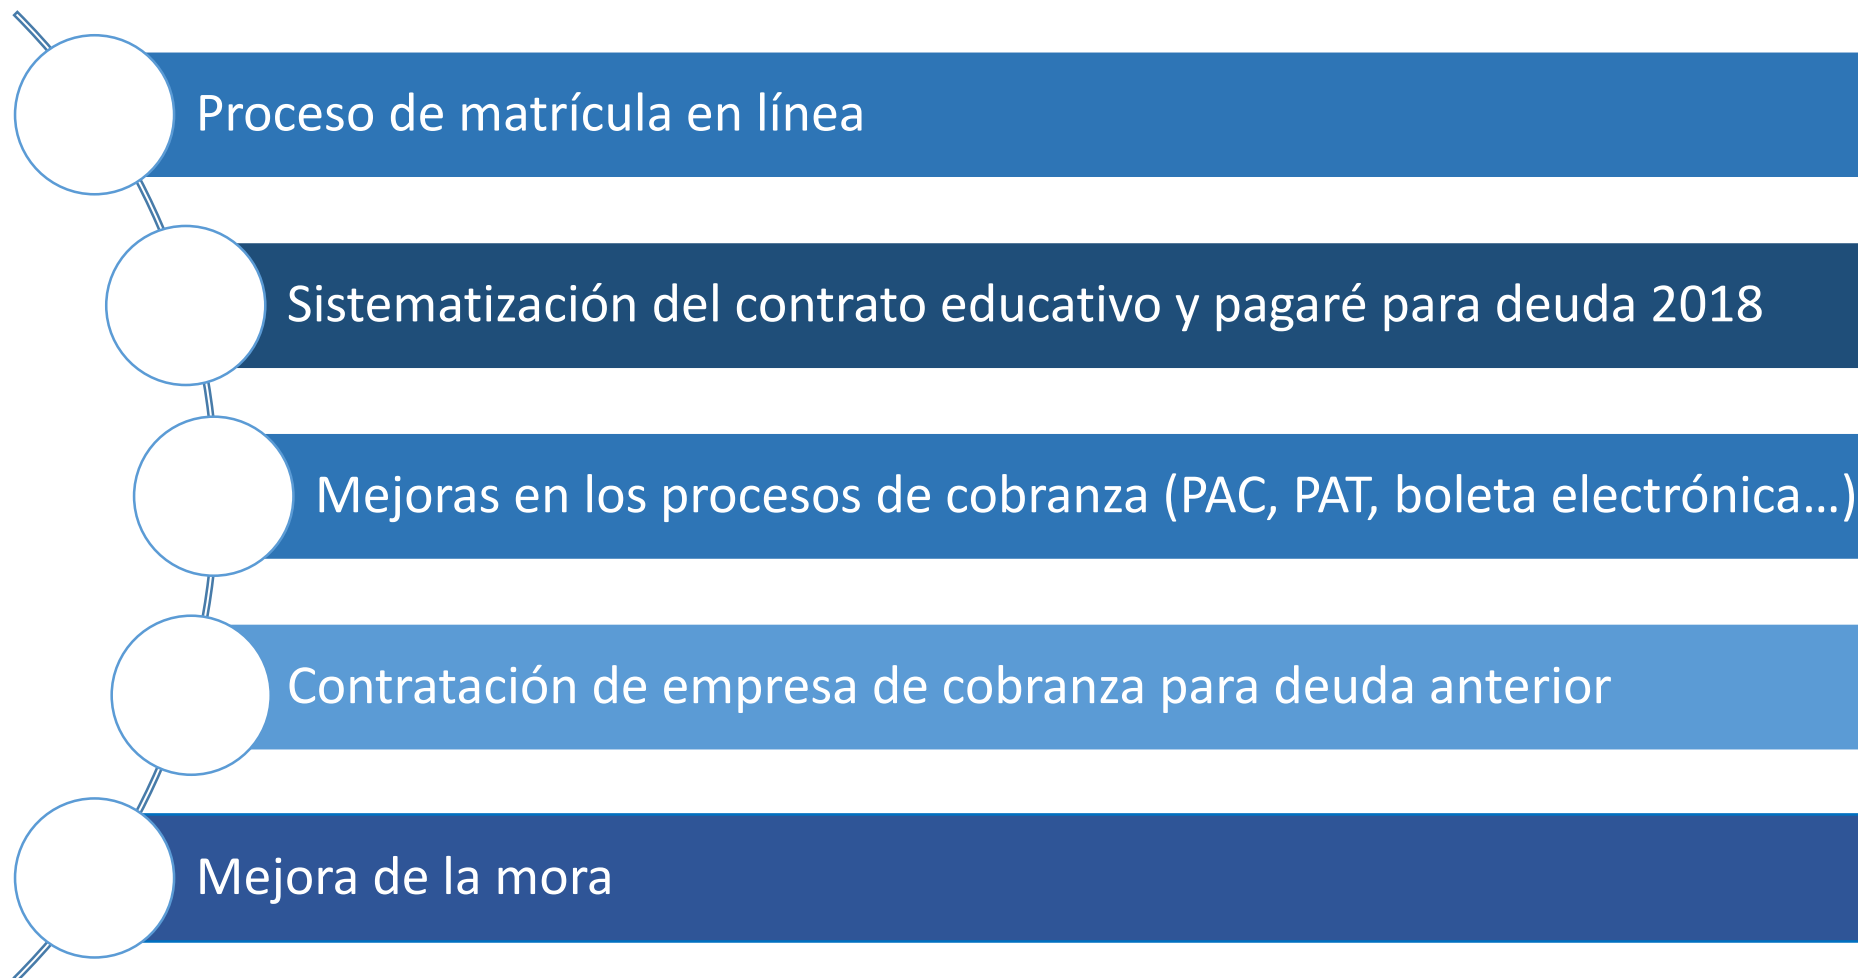 Proceso de matrícula en línea
Sistematización del contrato educativo y pagaré para deuda 2018
Mejoras en los procesos de cobranza (PAC, PAT, boleta electrónica...)
Contratación de empresa de cobranza para deuda anterior
Mejora de la mora